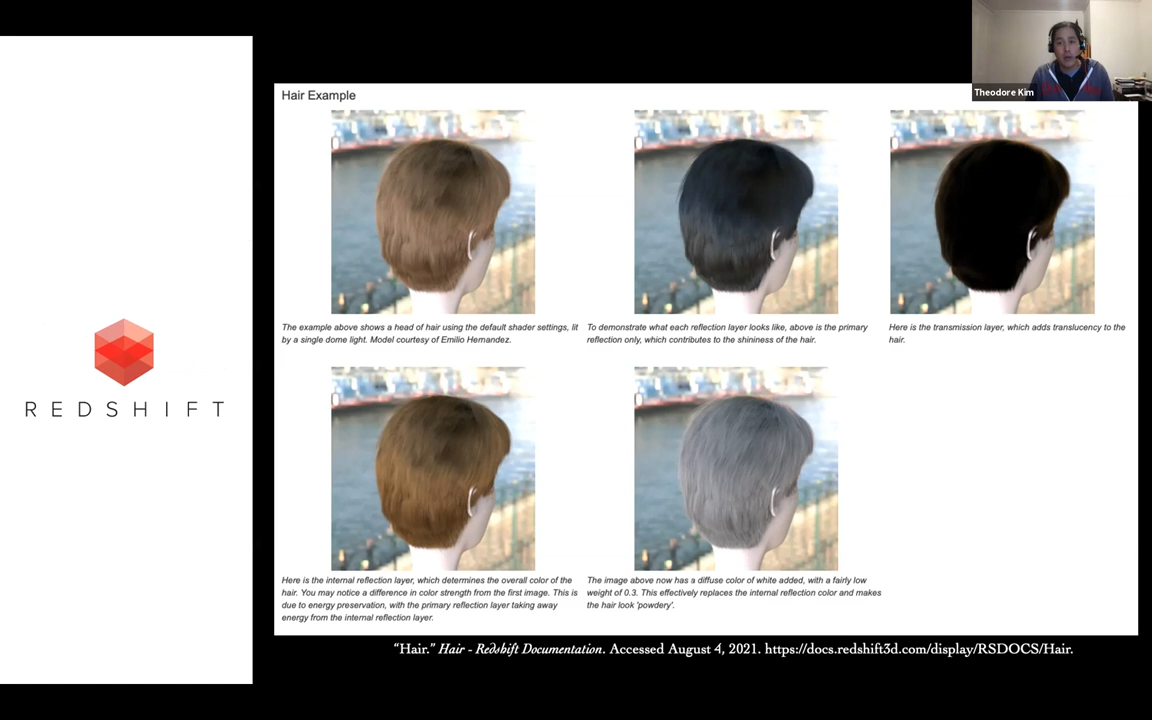 Theodore Kim
Hair Example
The example above shows a head of hair using the default shader settings, lit
by a single dome light. Model courtesy of Emilio Hernandez.
To demonstrate what each reflection layer looks like, above is the primary
reflection only, which contributes to the shininess of the hair.
Here is the transmission layer, which adds translucency to the
hair.
REDSHIFT
Here is the internal reflection layer, which determines the overall color of the
hair. You may notice a difference in color strength from the first image. This is
due to energy preservation, with the primary reflection layer taking away
energy from the internal reflection layer.
The image above now has a diffuse color of white added, with a fairly low
weight of 0.3. This effectively replaces the internal reflection color and makes
the hair look 'powdery'.
“Hair.” Hair - Redshift Documentation. Accessed August 4, 2021. https://docs.redshift3d.com/display/RSDOCS/Hair.